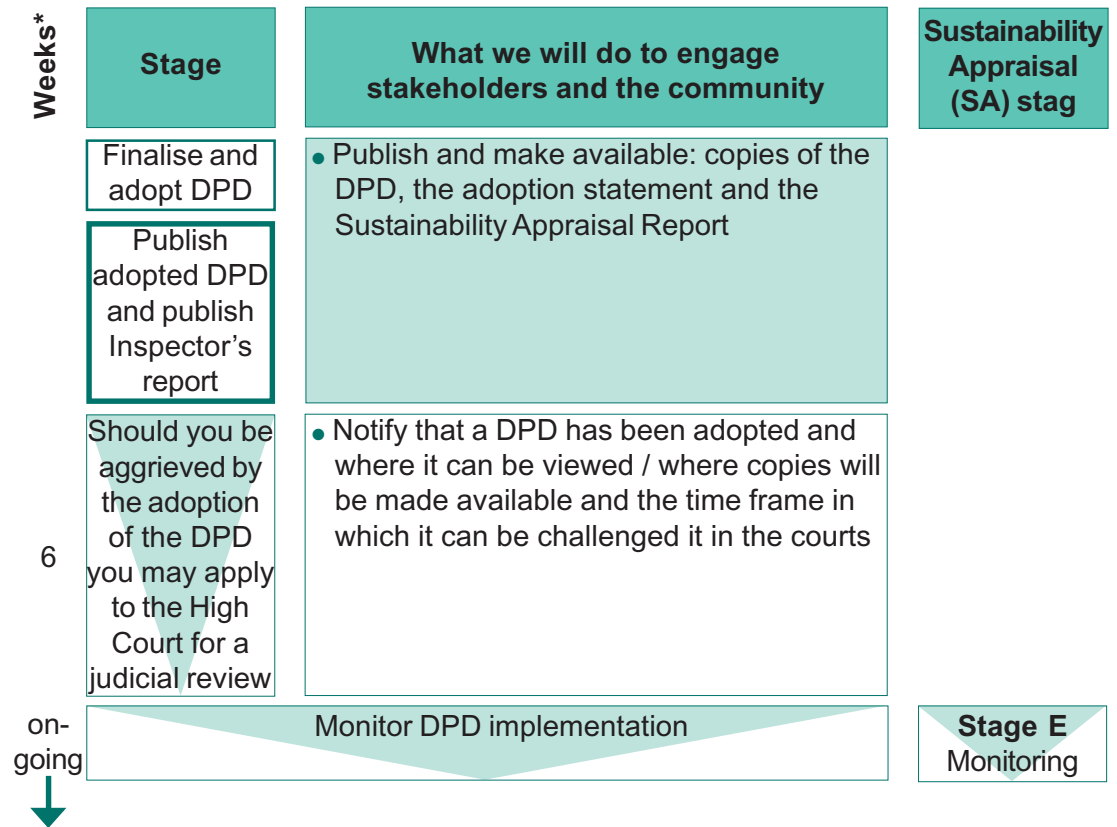 Weeks*
Stage
What we will do to engage
stakeholders and the community
Sustainability
Appraisal
(SA) stag
Finalise and
adopt DPD
• Publish and make available: copies of the
DPD, the adoption statement and the
Sustainability Appraisal Report
Publish
adopted DPD
and publish
Inspector's
report
6
Should you be
aggrieved by
the adoption
of the DPD
you may apply
to the High
Court for a
judicial review
• Notify that a DPD has been adopted and
where it can be viewed / where copies will
be made available and the time frame in
which it can be challenged it in the courts
on-
going
Monitor DPD implementation
Stage E
Monitoring